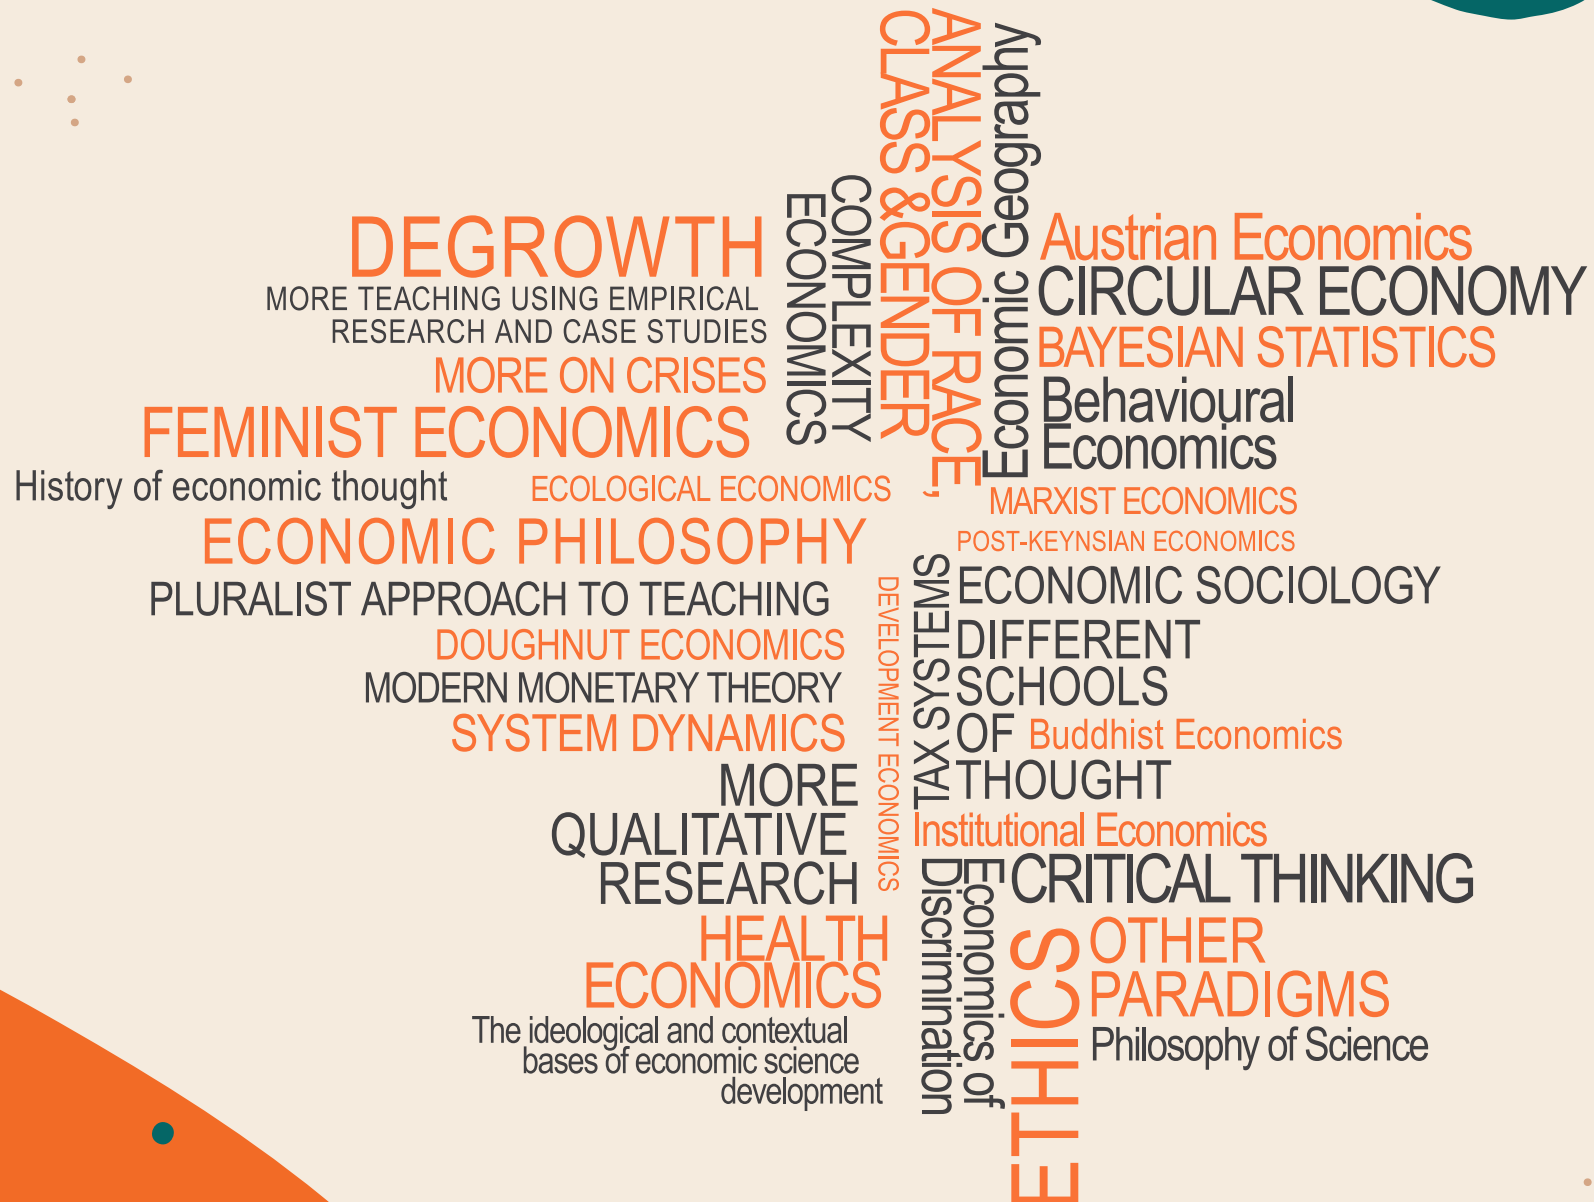 DEGROWTH
MORE TEACHING USING EMPIRICAL
RESEARCH AND CASE STUDIES
MORE ON CRISES
FEMINIST ECONOMICS
History of economic thought
ECOLOGICAL ECONOMICS
ECONOMIC PHILOSOPHY
PLURALIST APPROACH TO TEACHING
DOUGHNUT ECONOMICS
MODERN MONETARY THEORY
SYSTEM DYNAMICS
MORE
QUALITATIVE
RESEARCH
HEALTH
ECONOMICS
The ideological and contextual
bases of economic science
development
COMPLEXITY
ECONOMICS
ANALYSIS OF RACE,
CLASS & GENDER
Economic Geography
Austrian Economics
CIRCULAR ECONOMY
BAYESIAN STATISTICS
Behavioural
Economics
MARXIST ECONOMICS
POST-KEYNSIAN ECONOMICS
DEVELOPMENT ECONOMICS
TAX SYSTEMS
ECONOMIC SOCIOLOGY
DIFFERENT
SCHOOLS
OF
THOUGHT
Buddhist Economics
Institutional Economics
Economics of
Discrimination
CRITICAL THINKING
ETHICS
OTHER
PARADIGMS
Philosophy of Science